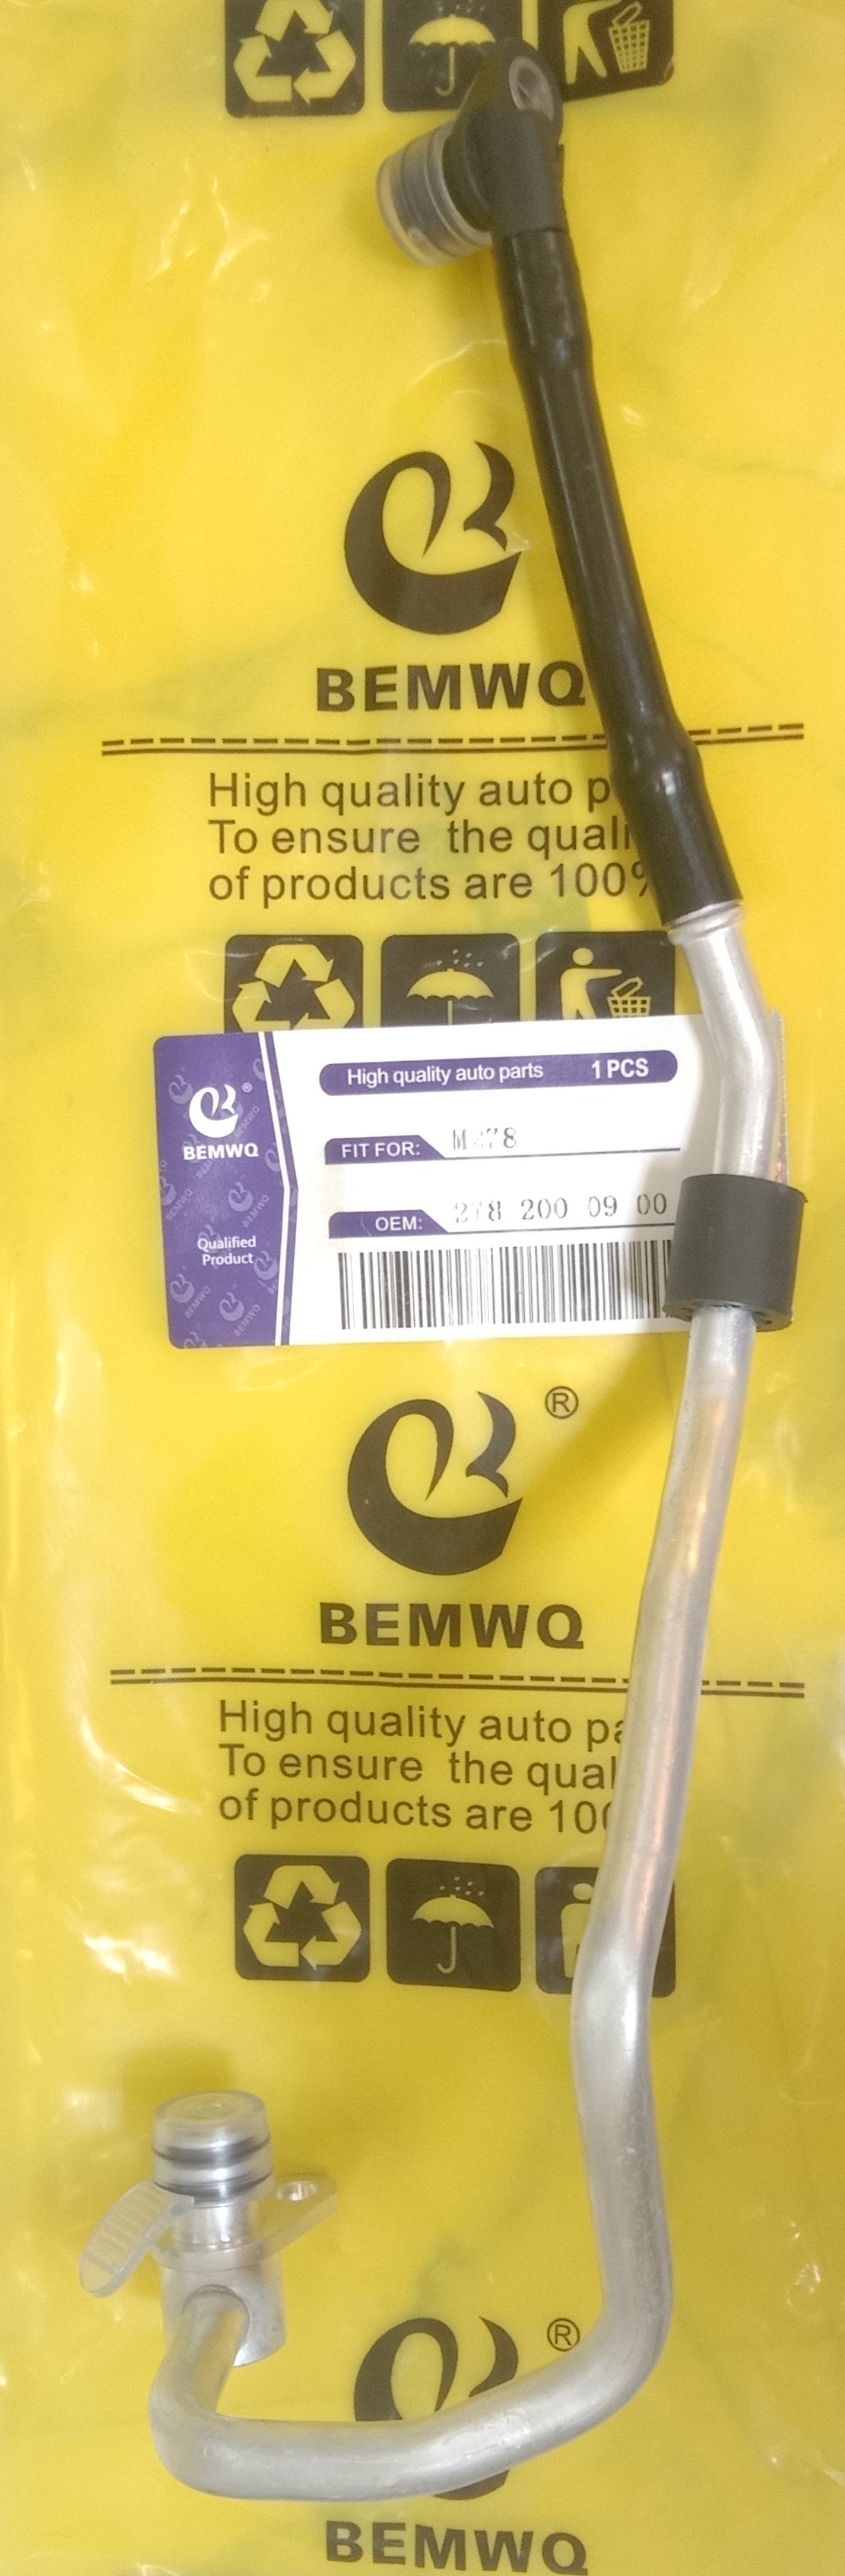 BEMWQ
High quality auto p
To ensure the quali
of products are 100%
BEMWQ
Qualified
Product
High quality auto parts 1 PCS
FIT FOR: M278
OEM: 278 200 09 00
®
BEMWQ
High quality auto pa
To ensure the qual
of products are 100
®
BEMWQ